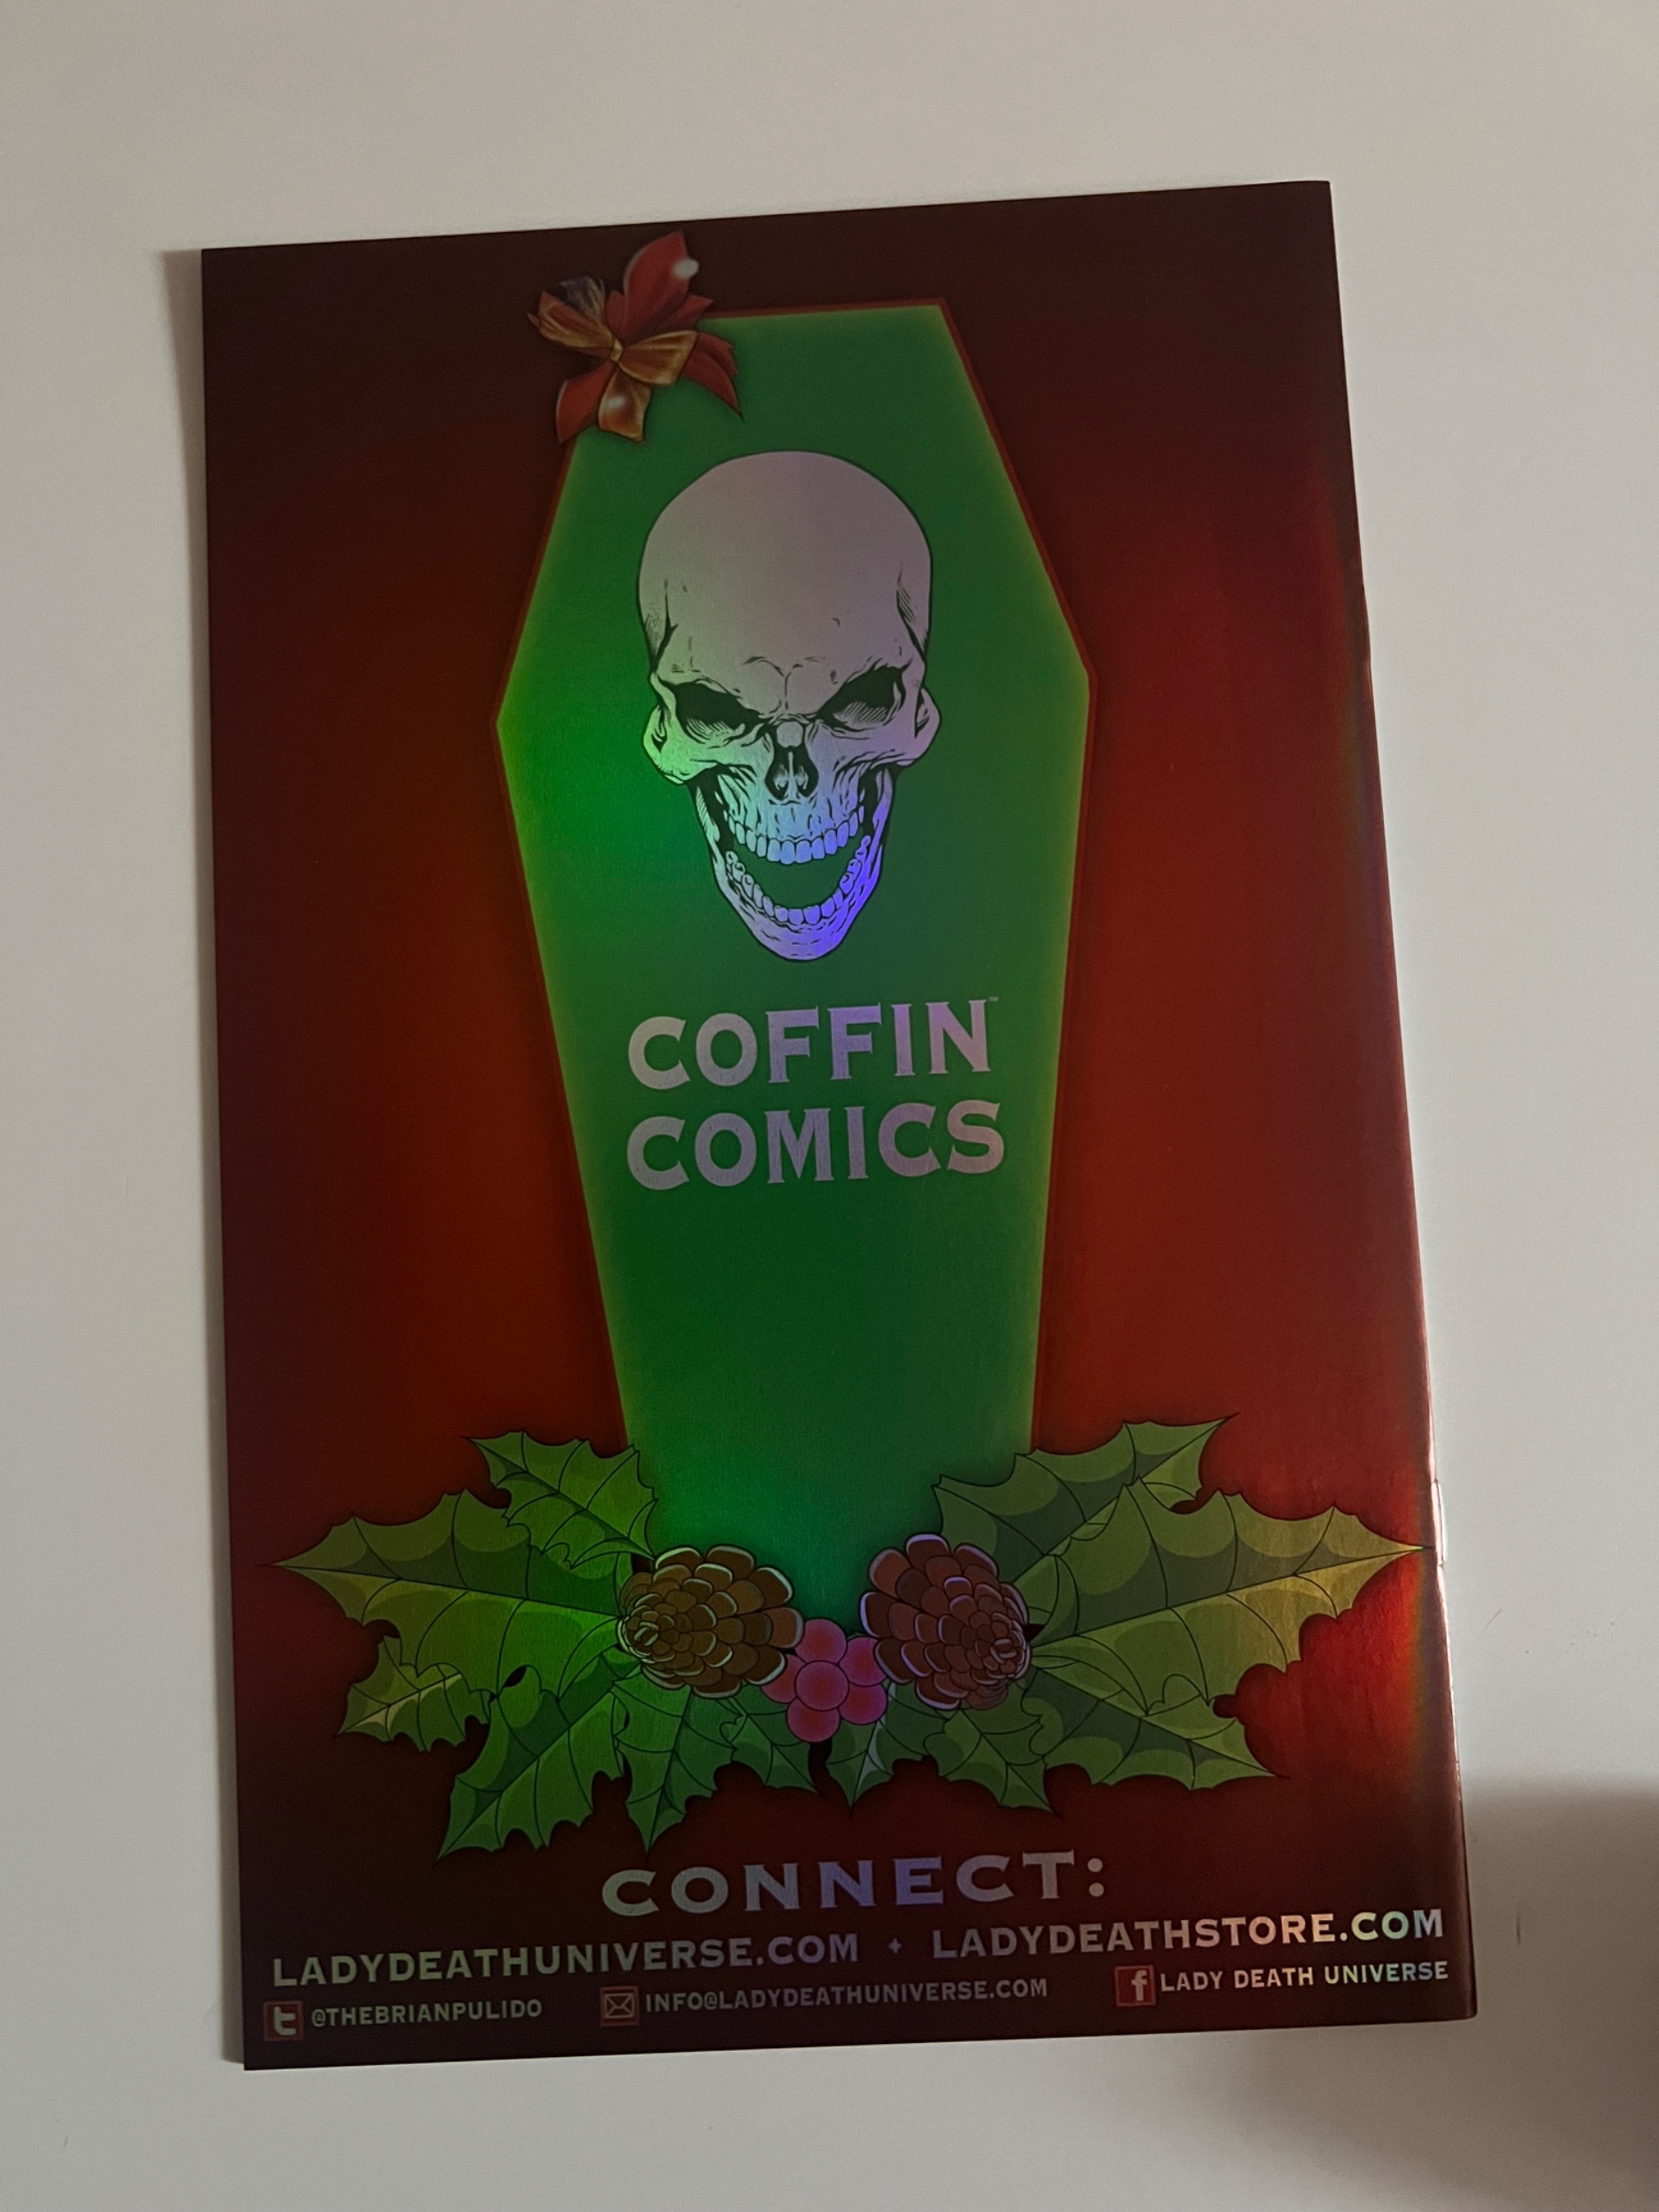 COFFIN™
COMICS
CONNECT:
LADYDEATHUNIVERSE.COM ✦ LADYDEATHSTORE.COM
@THEBRIANPULIDO INFO@LADYDEATHUNIVERSE.COM f LADY DEATH UNIVERSE